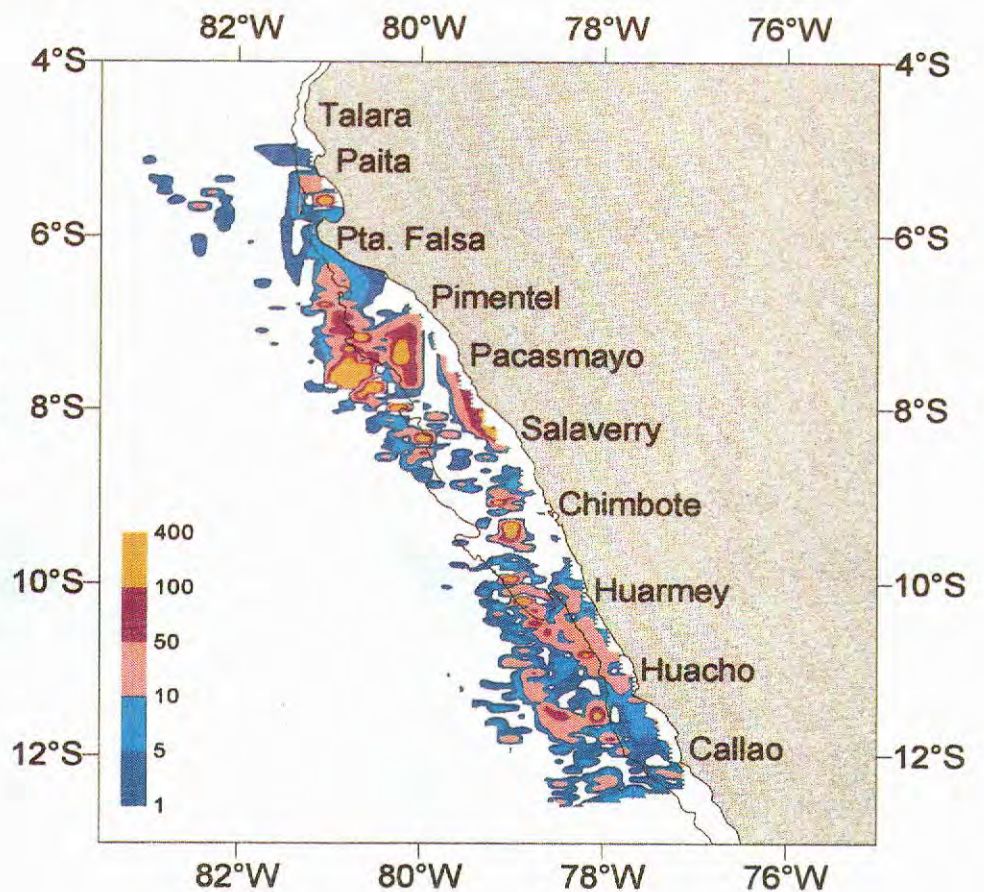 82°W 80°W 78°W 76°W
4°S 4°S
Talara
Paita
6°S Pta. Falsa 6°S
Pimentel
Pacasmayo
8°S 8°S
Salaverry
Chimbote
400
10°S 100 Huarmey 10°S
50
Huacho
10
12°S 5 Callao 12°S
1
82°W 80°W 78°W 76°W